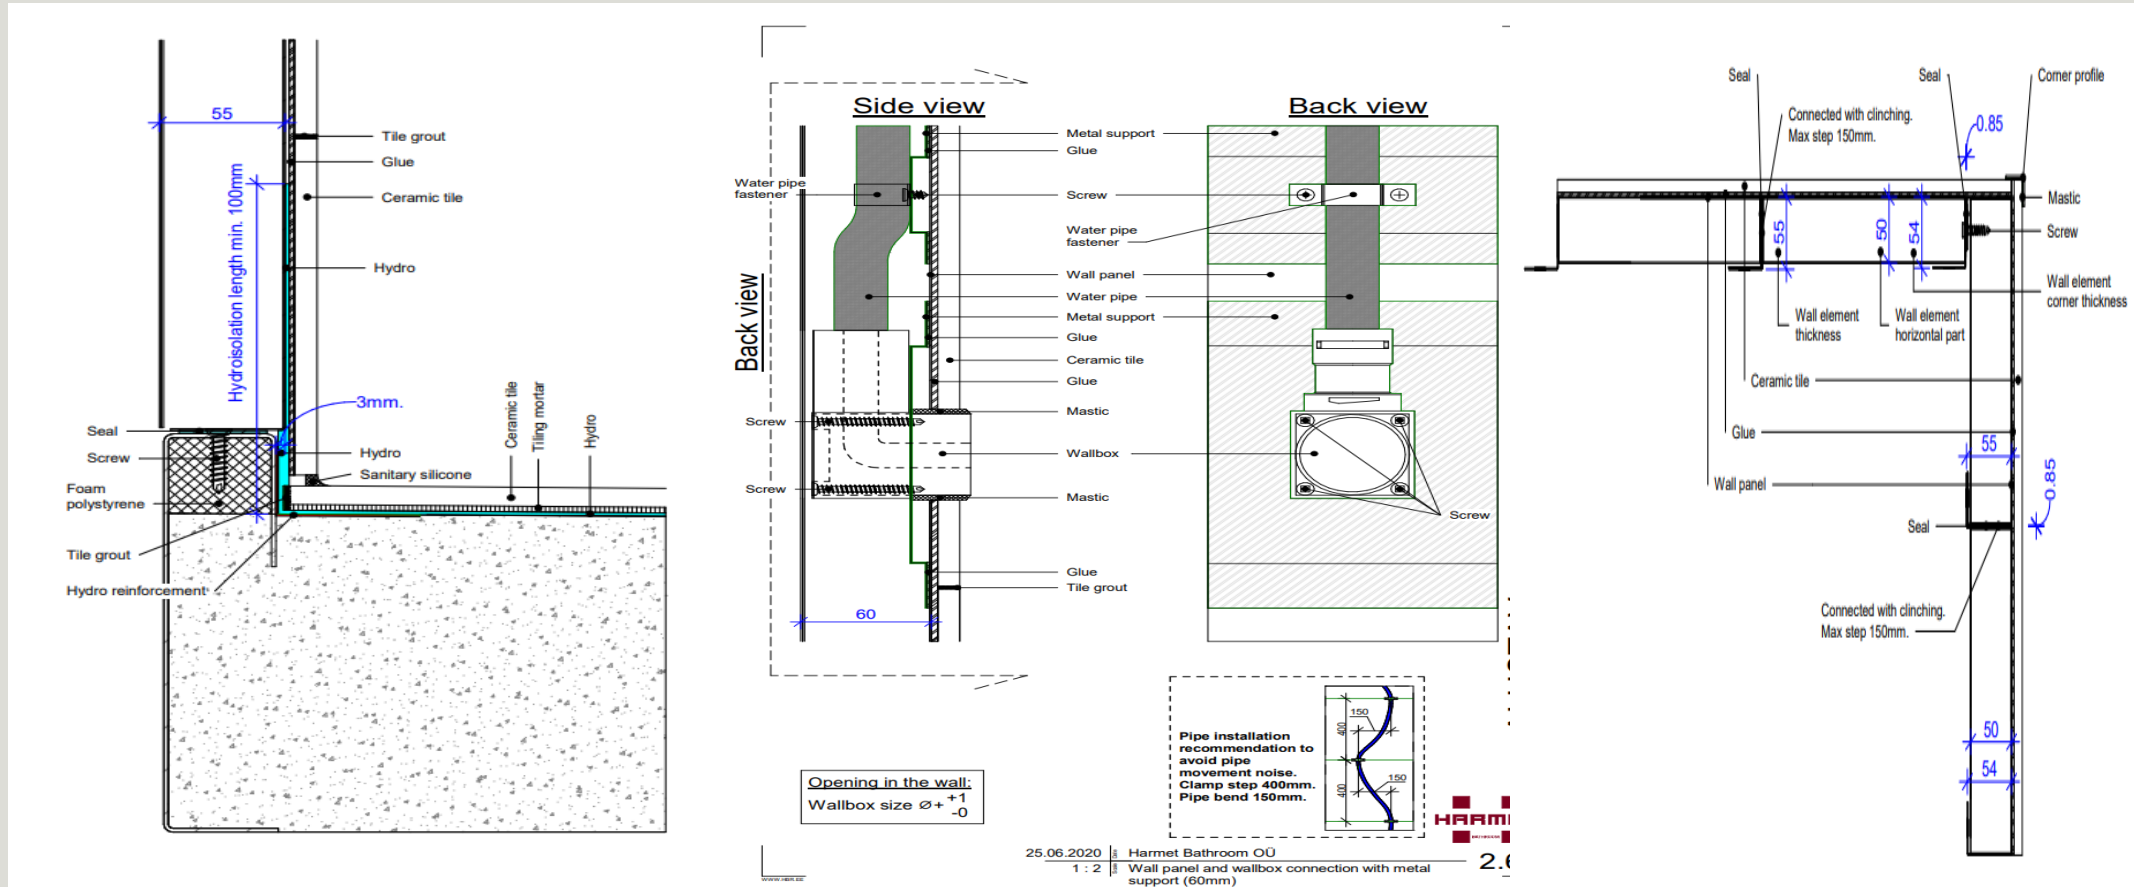 55
Tile grout
Glue
Ceramic tile
Hydroisolation length min. 100mm
Hydro
3mm.
Seal
Screw
Foam
polystyrene
Tile grout
Hydro reinforcement
Hydro
Sanitary silicone
Ceramic tile
Tiling mortar
Hydro
Side view
Back view
Back view
Water pipe
fastener
Metal support
Glue
Screw
Water pipe
fastener
Wall panel
Water pipe
Metal support
Glue
Ceramic tile
Glue
Mastic
Screw
Wallbox
Screw
Mastic
Screw
Glue
Tile grout
60
Opening in the wall:
Wallbox size Ø+ +1
-0
Pipe installation
recommendation to
avoid pipe
movement noise.
Clamp step 400mm.
Pipe bend 150mm.
150
400
150
400
HARM
25.06.2020
Harmet Bathroom OÜ
1 : 2
Wall panel and wallbox connection with metal
support (60mm)
2.6
WWW.HBR.EE
Seal
Seal
Corner profile
Connected with clinching.
Max step 150mm.
0.85
Mastic
Screw
55
50
54
Wall element
corner thickness
Wall element
thickness
Wall element
horizontal part
Ceramic tile
Glue
55
Wall panel
0.85
Seal
Connected with clinching.
Max step 150mm.
50
54